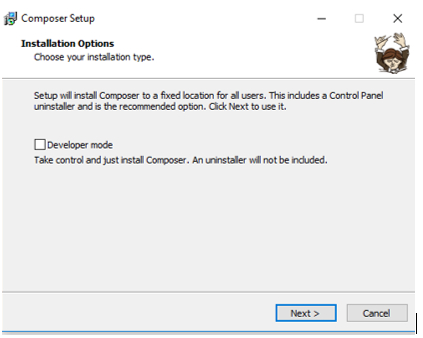 Composer Setup
Installation Options
Choose your installation type.
Setup will install Composer to a fixed location for all users. This includes a Control Panel
uninstaller and is the recommended option. Click Next to use it.
Developer mode
Take control and just install Composer. An uninstaller will not be included.
Next >
Cancel